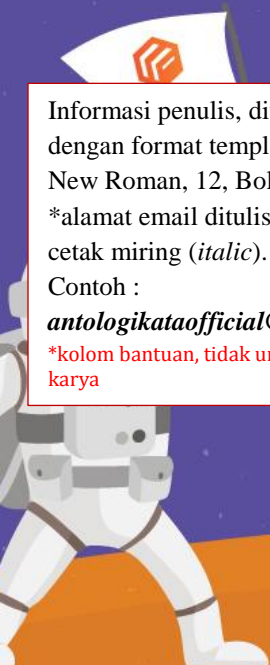 Informasi penulis, di
dengan format templ
New Roman, 12, Bol
*alamat email ditulis
cetak miring (italic).
Contoh :
antologikataofficial@
*kolom bantuan, tidak u
karya